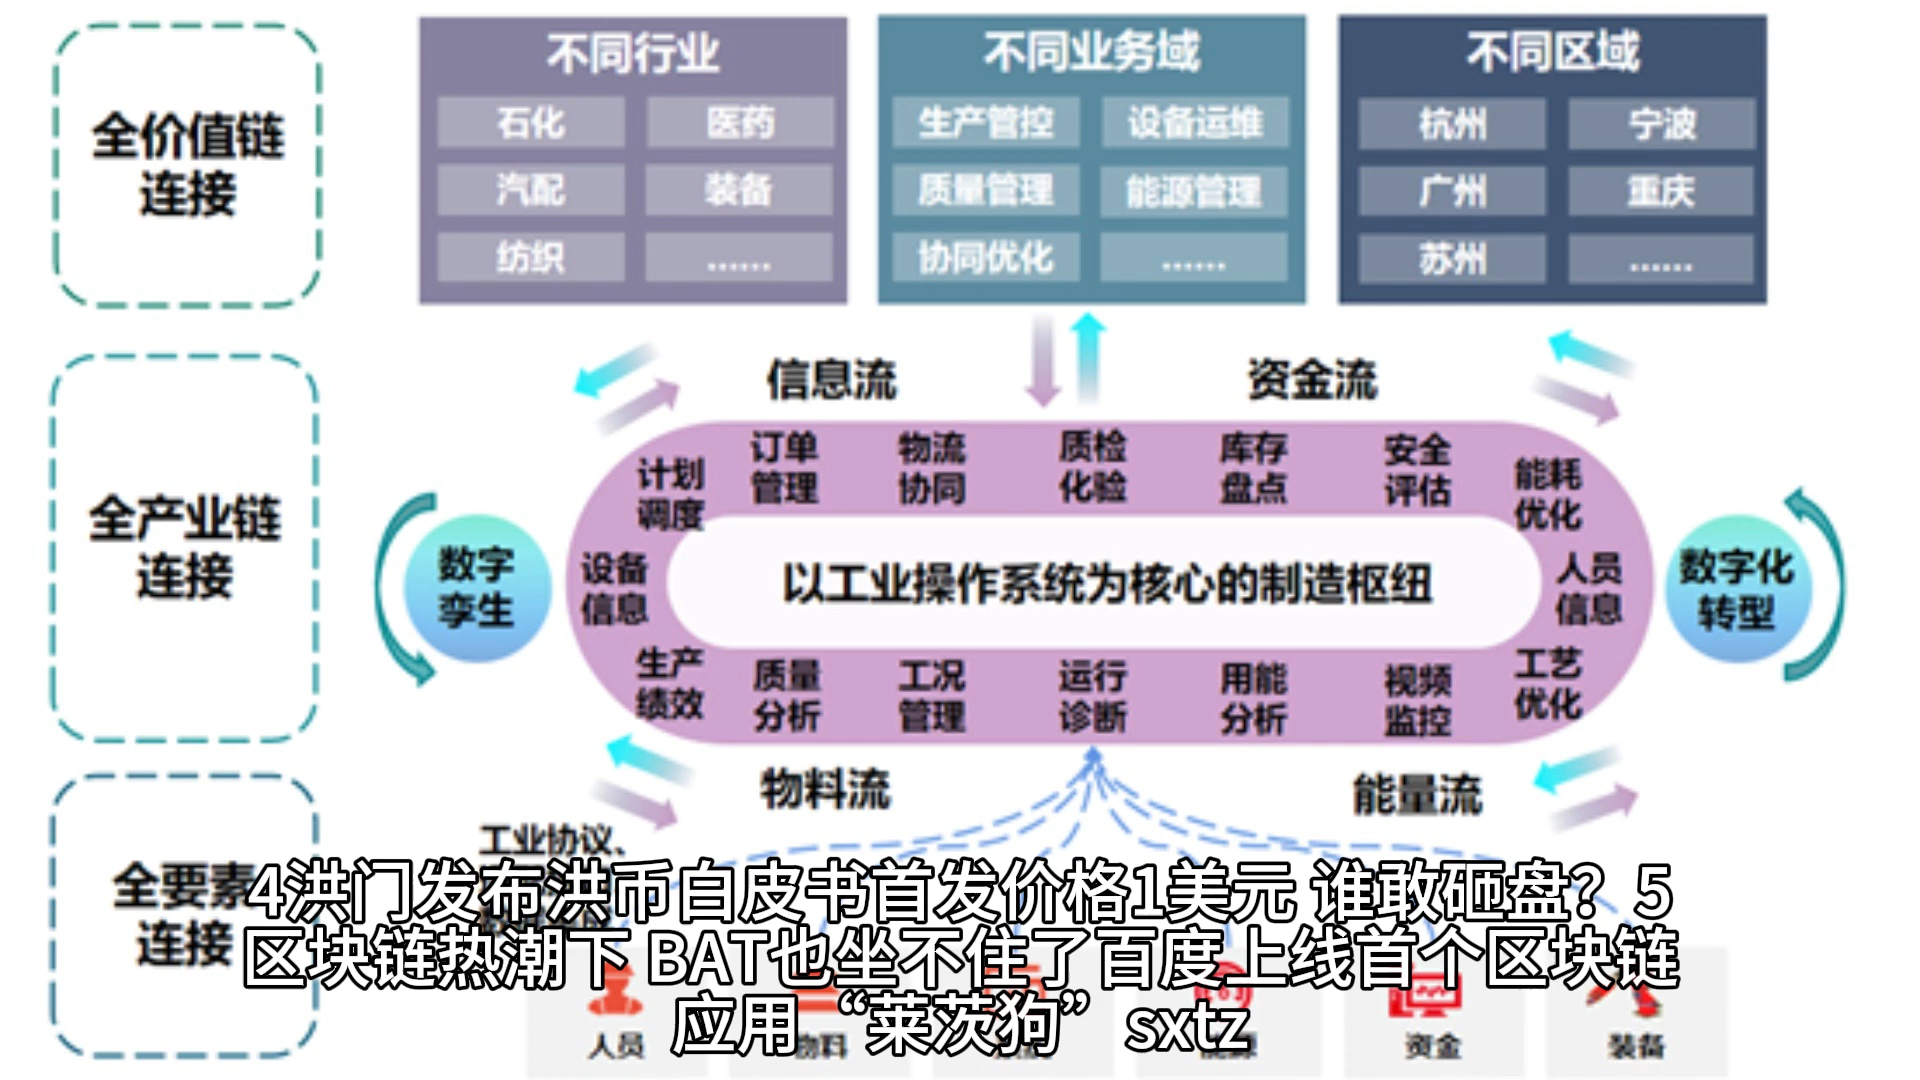 全价值链
连接
不同行业
石化
医药
汽配
装备
纺织
......
不同业务域
生产管控
设备运维
质量管理
能源管理
协同优化
......
不同区域
杭州
宁波
广州
重庆
苏州
......
全产业链
连接
信息流
资金流
计划
调度
订单
管理
物流
协同
质检
化验
库存
盘点
安全
评估
能耗
优化
数字
孪生
设备
信息
以工业操作系统为核心的制造枢纽
人员
信息
数字化
转型
生产
绩效
质量
分析
工况
管理
运行
诊断
用能
分析
视频
监控
工艺
优化
物料流
能量流
全要素
连接
工业协议、
人员
物料
资金
装备
4洪门发布洪币白皮书首发价格1美元 谁敢砸盘？5
区块链热潮下 BAT也坐不住了百度上线首个区块链
应用“莱茨狗” sxtz